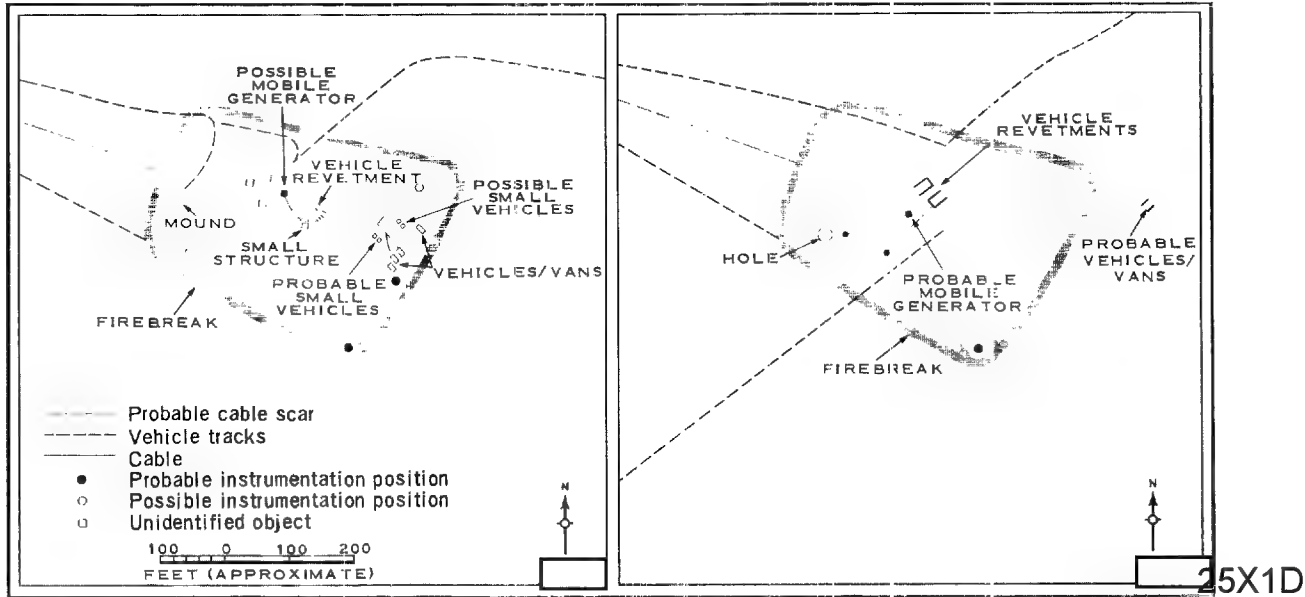 POSSIBLE
MOBILE
GENERATOR
VEHICLE
REVETMENT
POSSIBLE
SMALL
VEHICLES
MOUND
SMALL
STRUCTURE
VEHICLES/VANS
PROBABLE
SMALL
VEHICLES
FIREBREAK
Probable cable scar
Vehicle tracks
Cable
Probable instrumentation position
Possible instrumentation position
Unidentified object
100 0 100 200
FEET (APPROXIMATE)
N
VEHICLE
REVETMENTS
HOLE
PROBABLE
VEHICLES/
VANS
PROBABLE
MOBILE
GENERATOR
FIREBREAK
N
25X1D